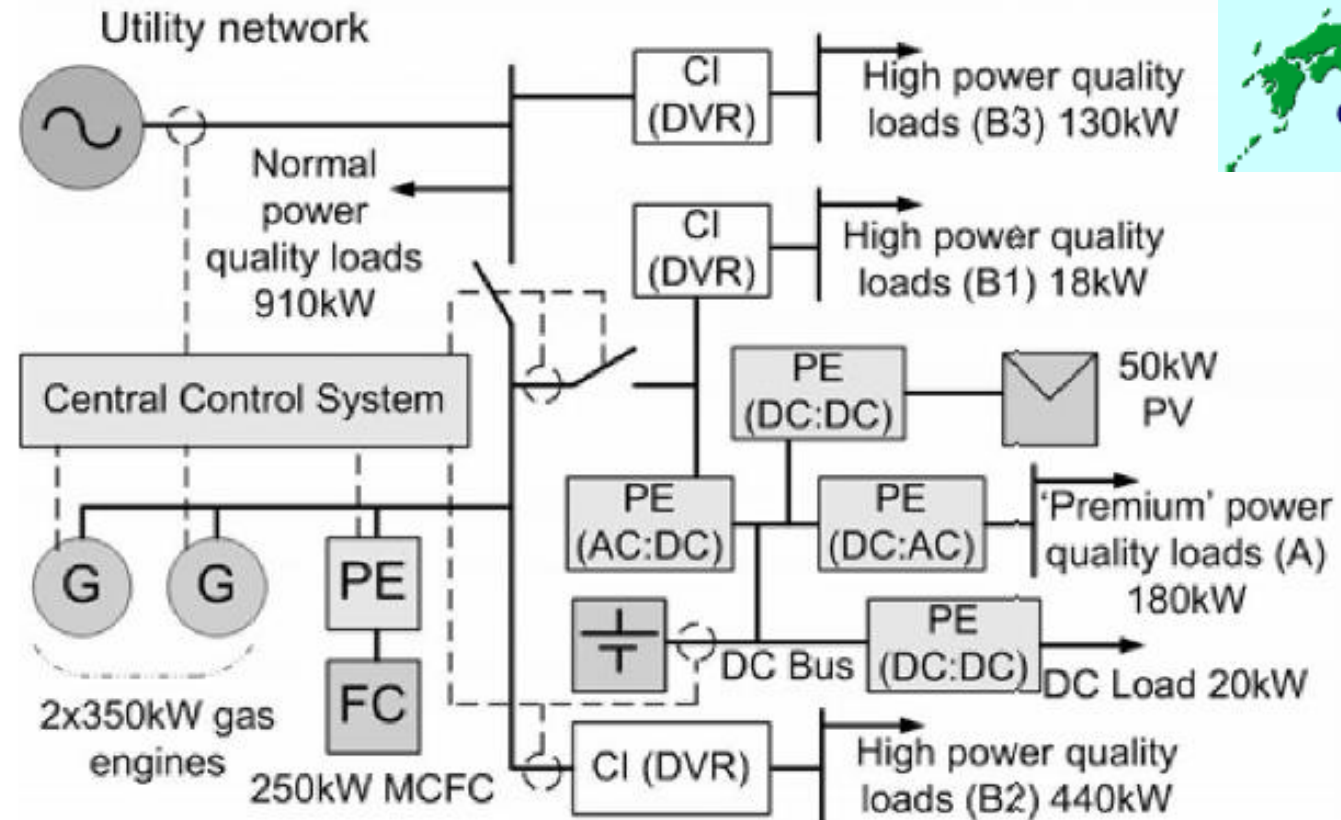 Utility network
CI
(DVR)
High power quality
loads (B3) 130kW
Normal
power
quality loads
910kW
CI
(DVR)
High power quality
loads (B1) 18kW
Central Control System
PE
(DC:DC)
50kW
PV
PE
(AC:DC)
PE
(DC:AC)
'Premium' power
quality loads (A)
180kW
G
G
PE
FC
2x350kW gas
engines
250kW MCFC
DC Bus
PE
(DC:DC)
DC Load 20kW
CI (DVR)
High power quality
loads (B2) 440kW